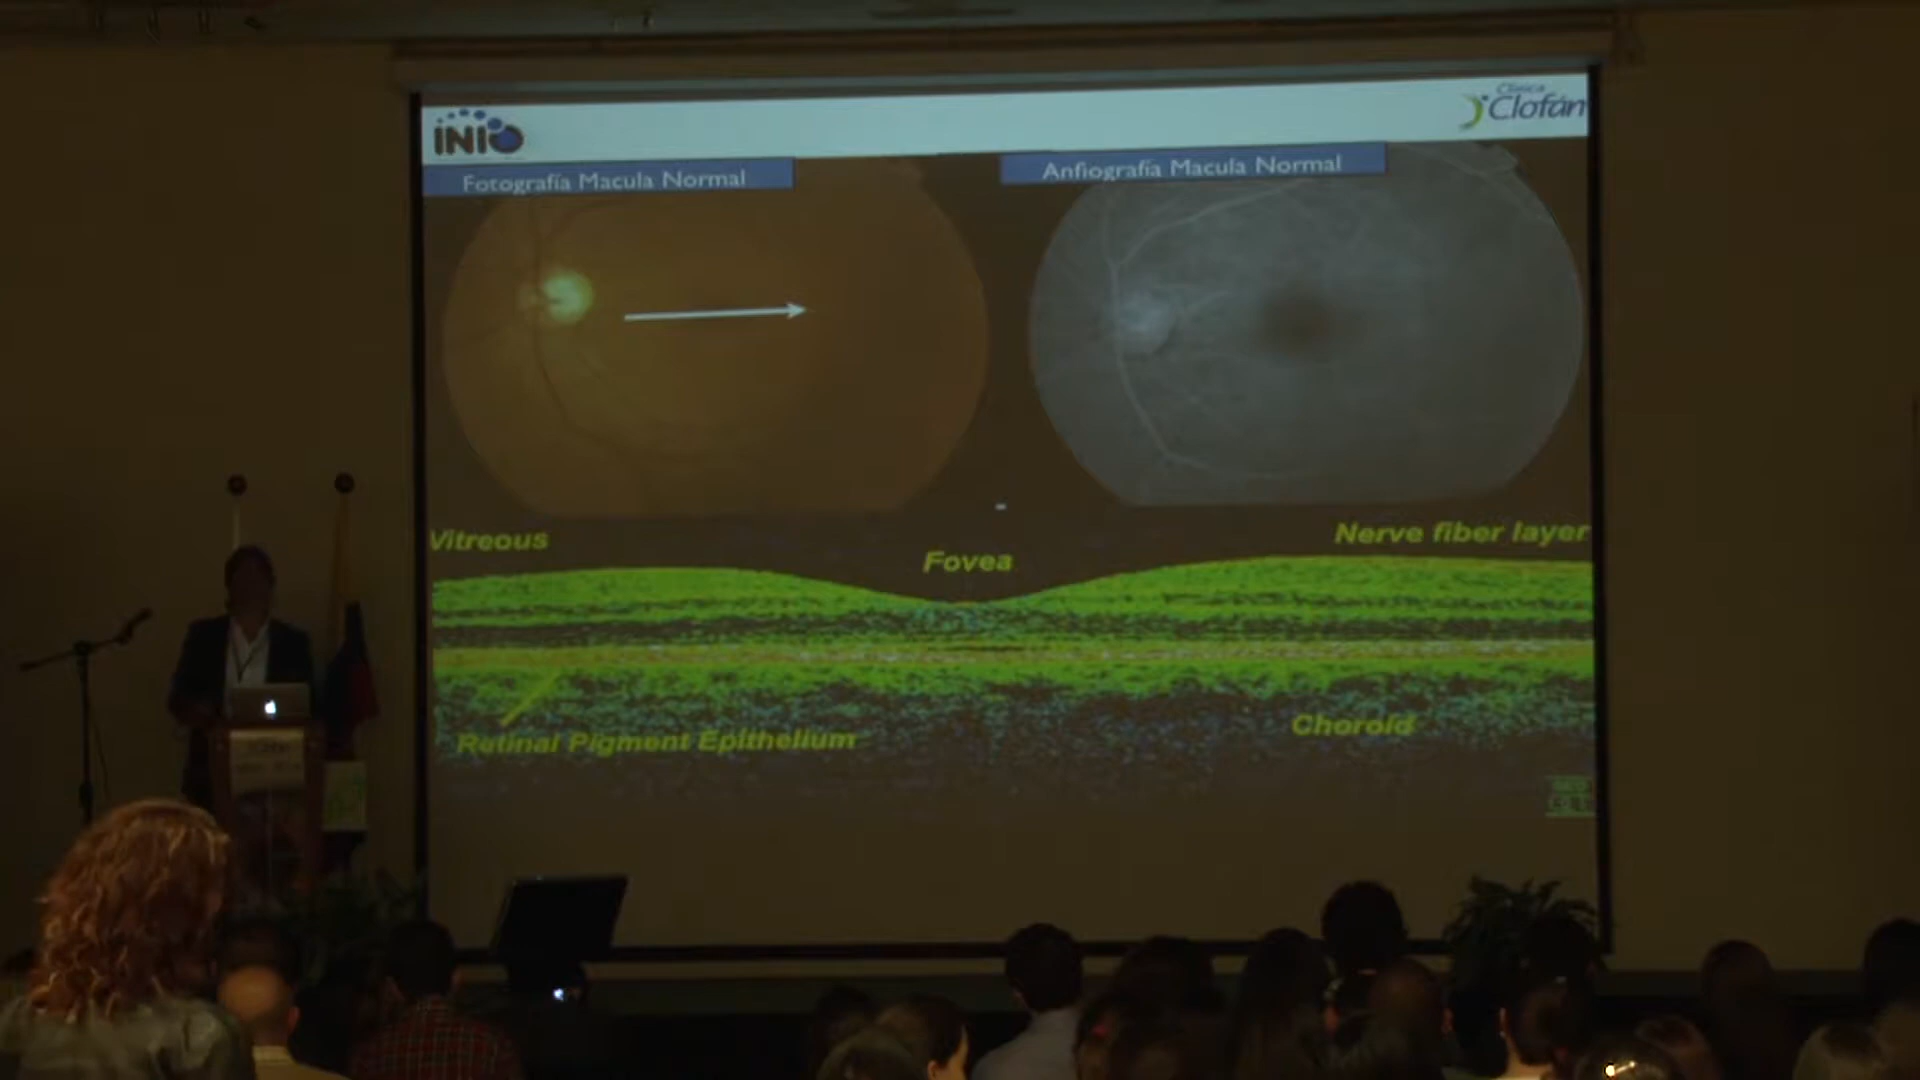 INIO
Clínica
Clofán
Fotografía Macula Normal
Anfiografía Macula Normal
Vitreous
Nerve fiber layer
Fovea
Retinal Pigment Epithelium
Choroid